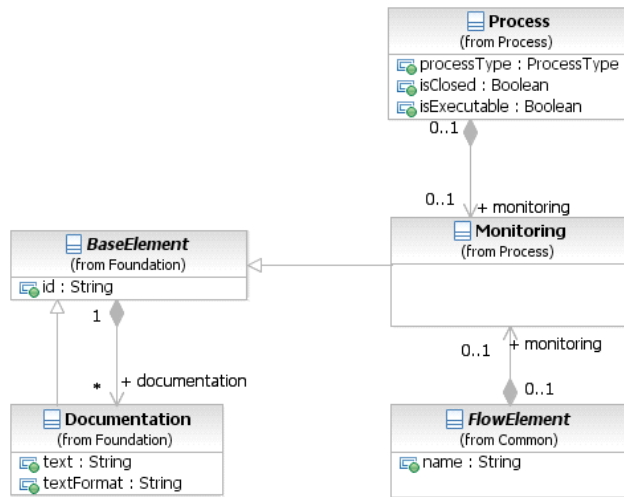 Process
(from Process)
processType : ProcessType
isClosed : Boolean
isExecutable : Boolean
0..1
0..1
+ monitoring
BaseElement
(from Foundation)
id : String
Monitoring
(from Process)
1
*
+ documentation
0..1
+ monitoring
0..1
Documentation
(from Foundation)
text : String
textFormat : String
FlowElement
(from Common)
name : String